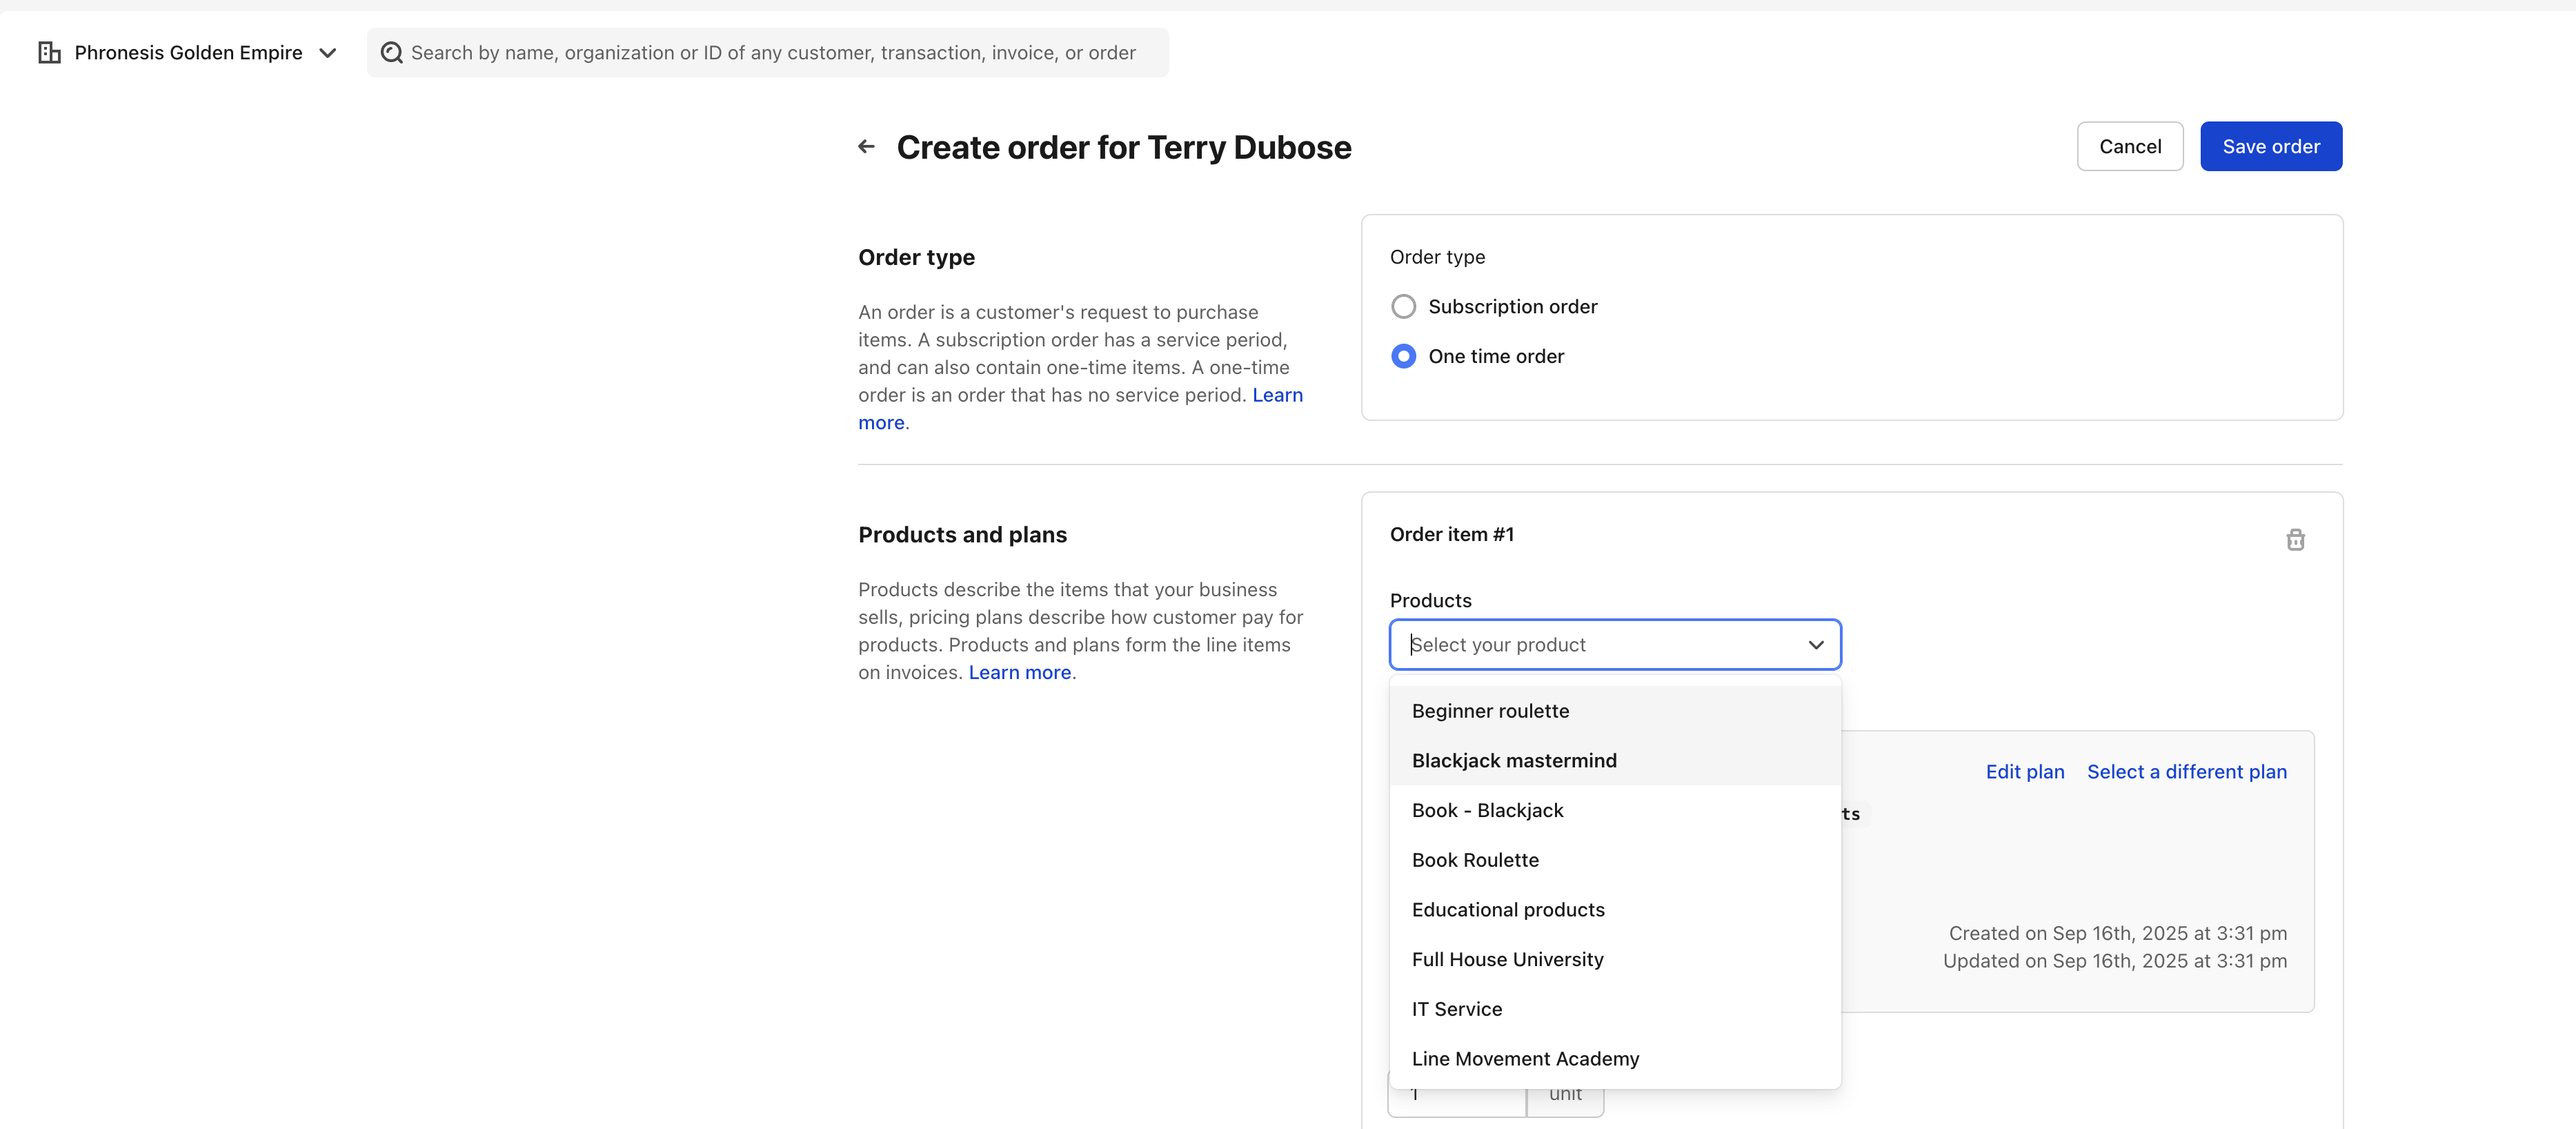 Phronesis Golden Empire
Search by name, organization or ID of any customer, transaction, invoice, or order
Create order for Terry Dubose
Cancel
Save order
Order type
An order is a customer's request to purchase
items. A subscription order has a service period,
and can also contain one-time items. A one-time
order is an order that has no service period. Learn
more.
Order type
Subscription order
One time order
Products and plans
Products describe the items that your business
sells, pricing plans describe how customer pay for
products. Products and plans form the line items
on invoices. Learn more.
Order item #1
Products
Select your product
Beginner roulette
Blackjack mastermind
Book - Blackjack
Book Roulette
Educational products
Full House University
IT Service
Line Movement Academy
Edit plan
Select a different plan
ts
Created on Sep 16th, 2025 at 3:31 pm
Updated on Sep 16th, 2025 at 3:31 pm
1
unit